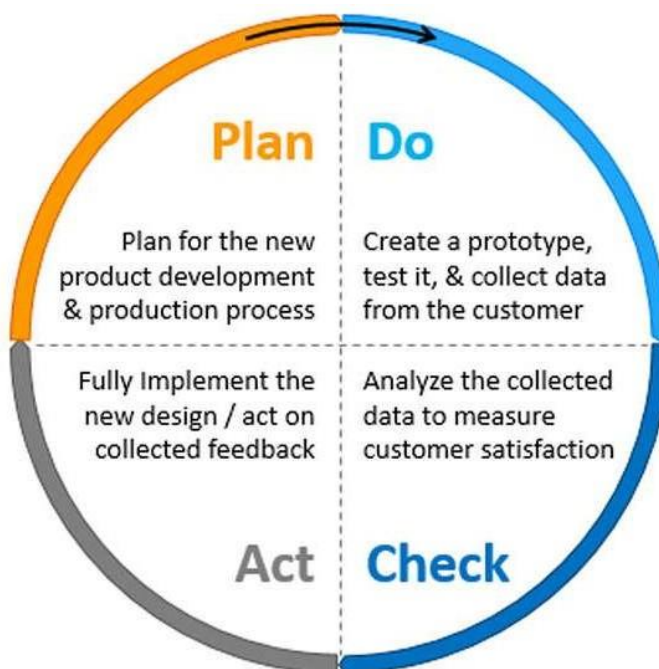 Plan
Plan for the new
product development
& production process
Do
Create a prototype,
test it, & collect data
from the customer
Fully Implement the
new design / act on
collected feedback
Act
Analyze the collected
data to measure
customer satisfaction
Check